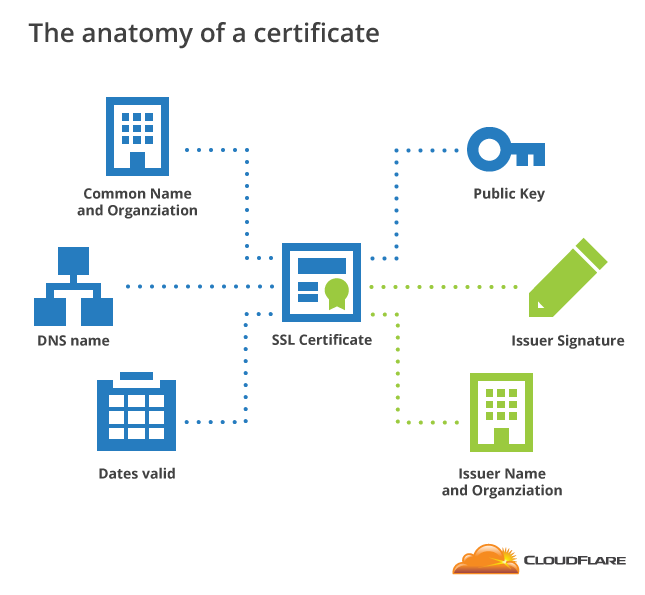 The anatomy of a certificate
Common Name
and Organziation
Public Key
DNS name
SSL Certificate
Issuer Signature
Dates valid
Issuer Name
and Organziation
CLOUDFLARE